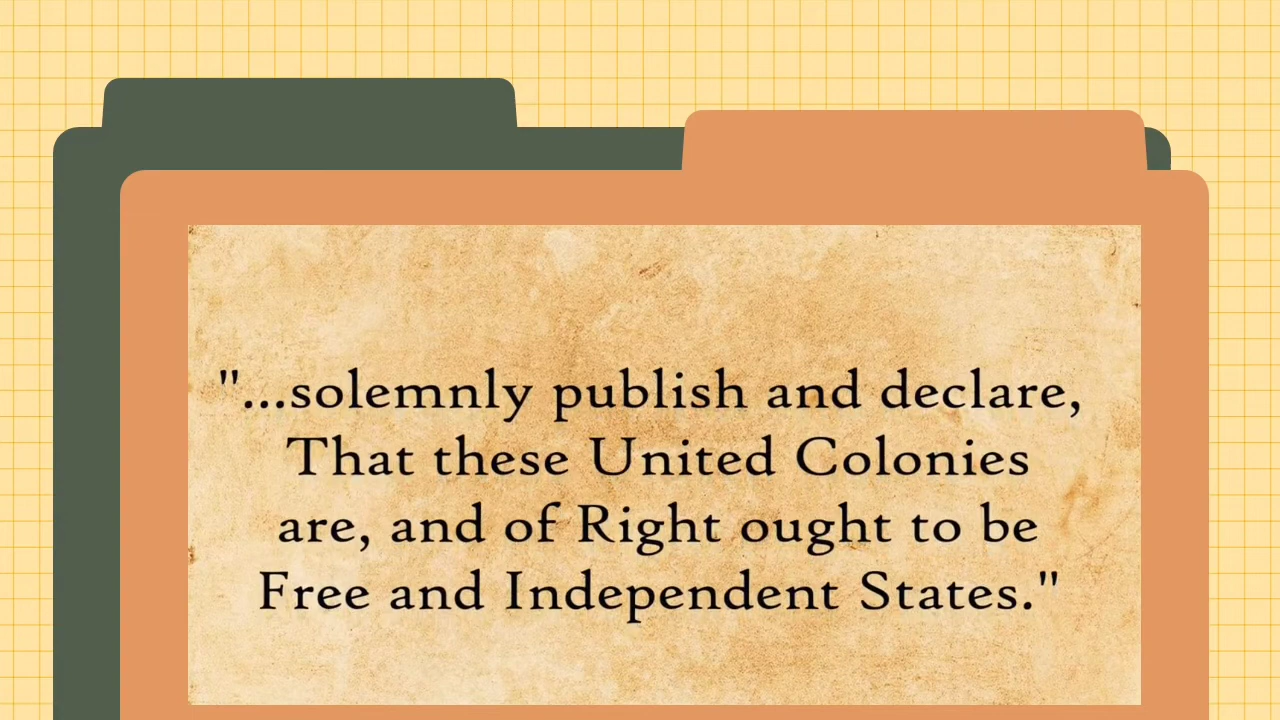 "...solemnly publish and declare,
That these United Colonies
are, and of Right ought to be
Free and Independent States."